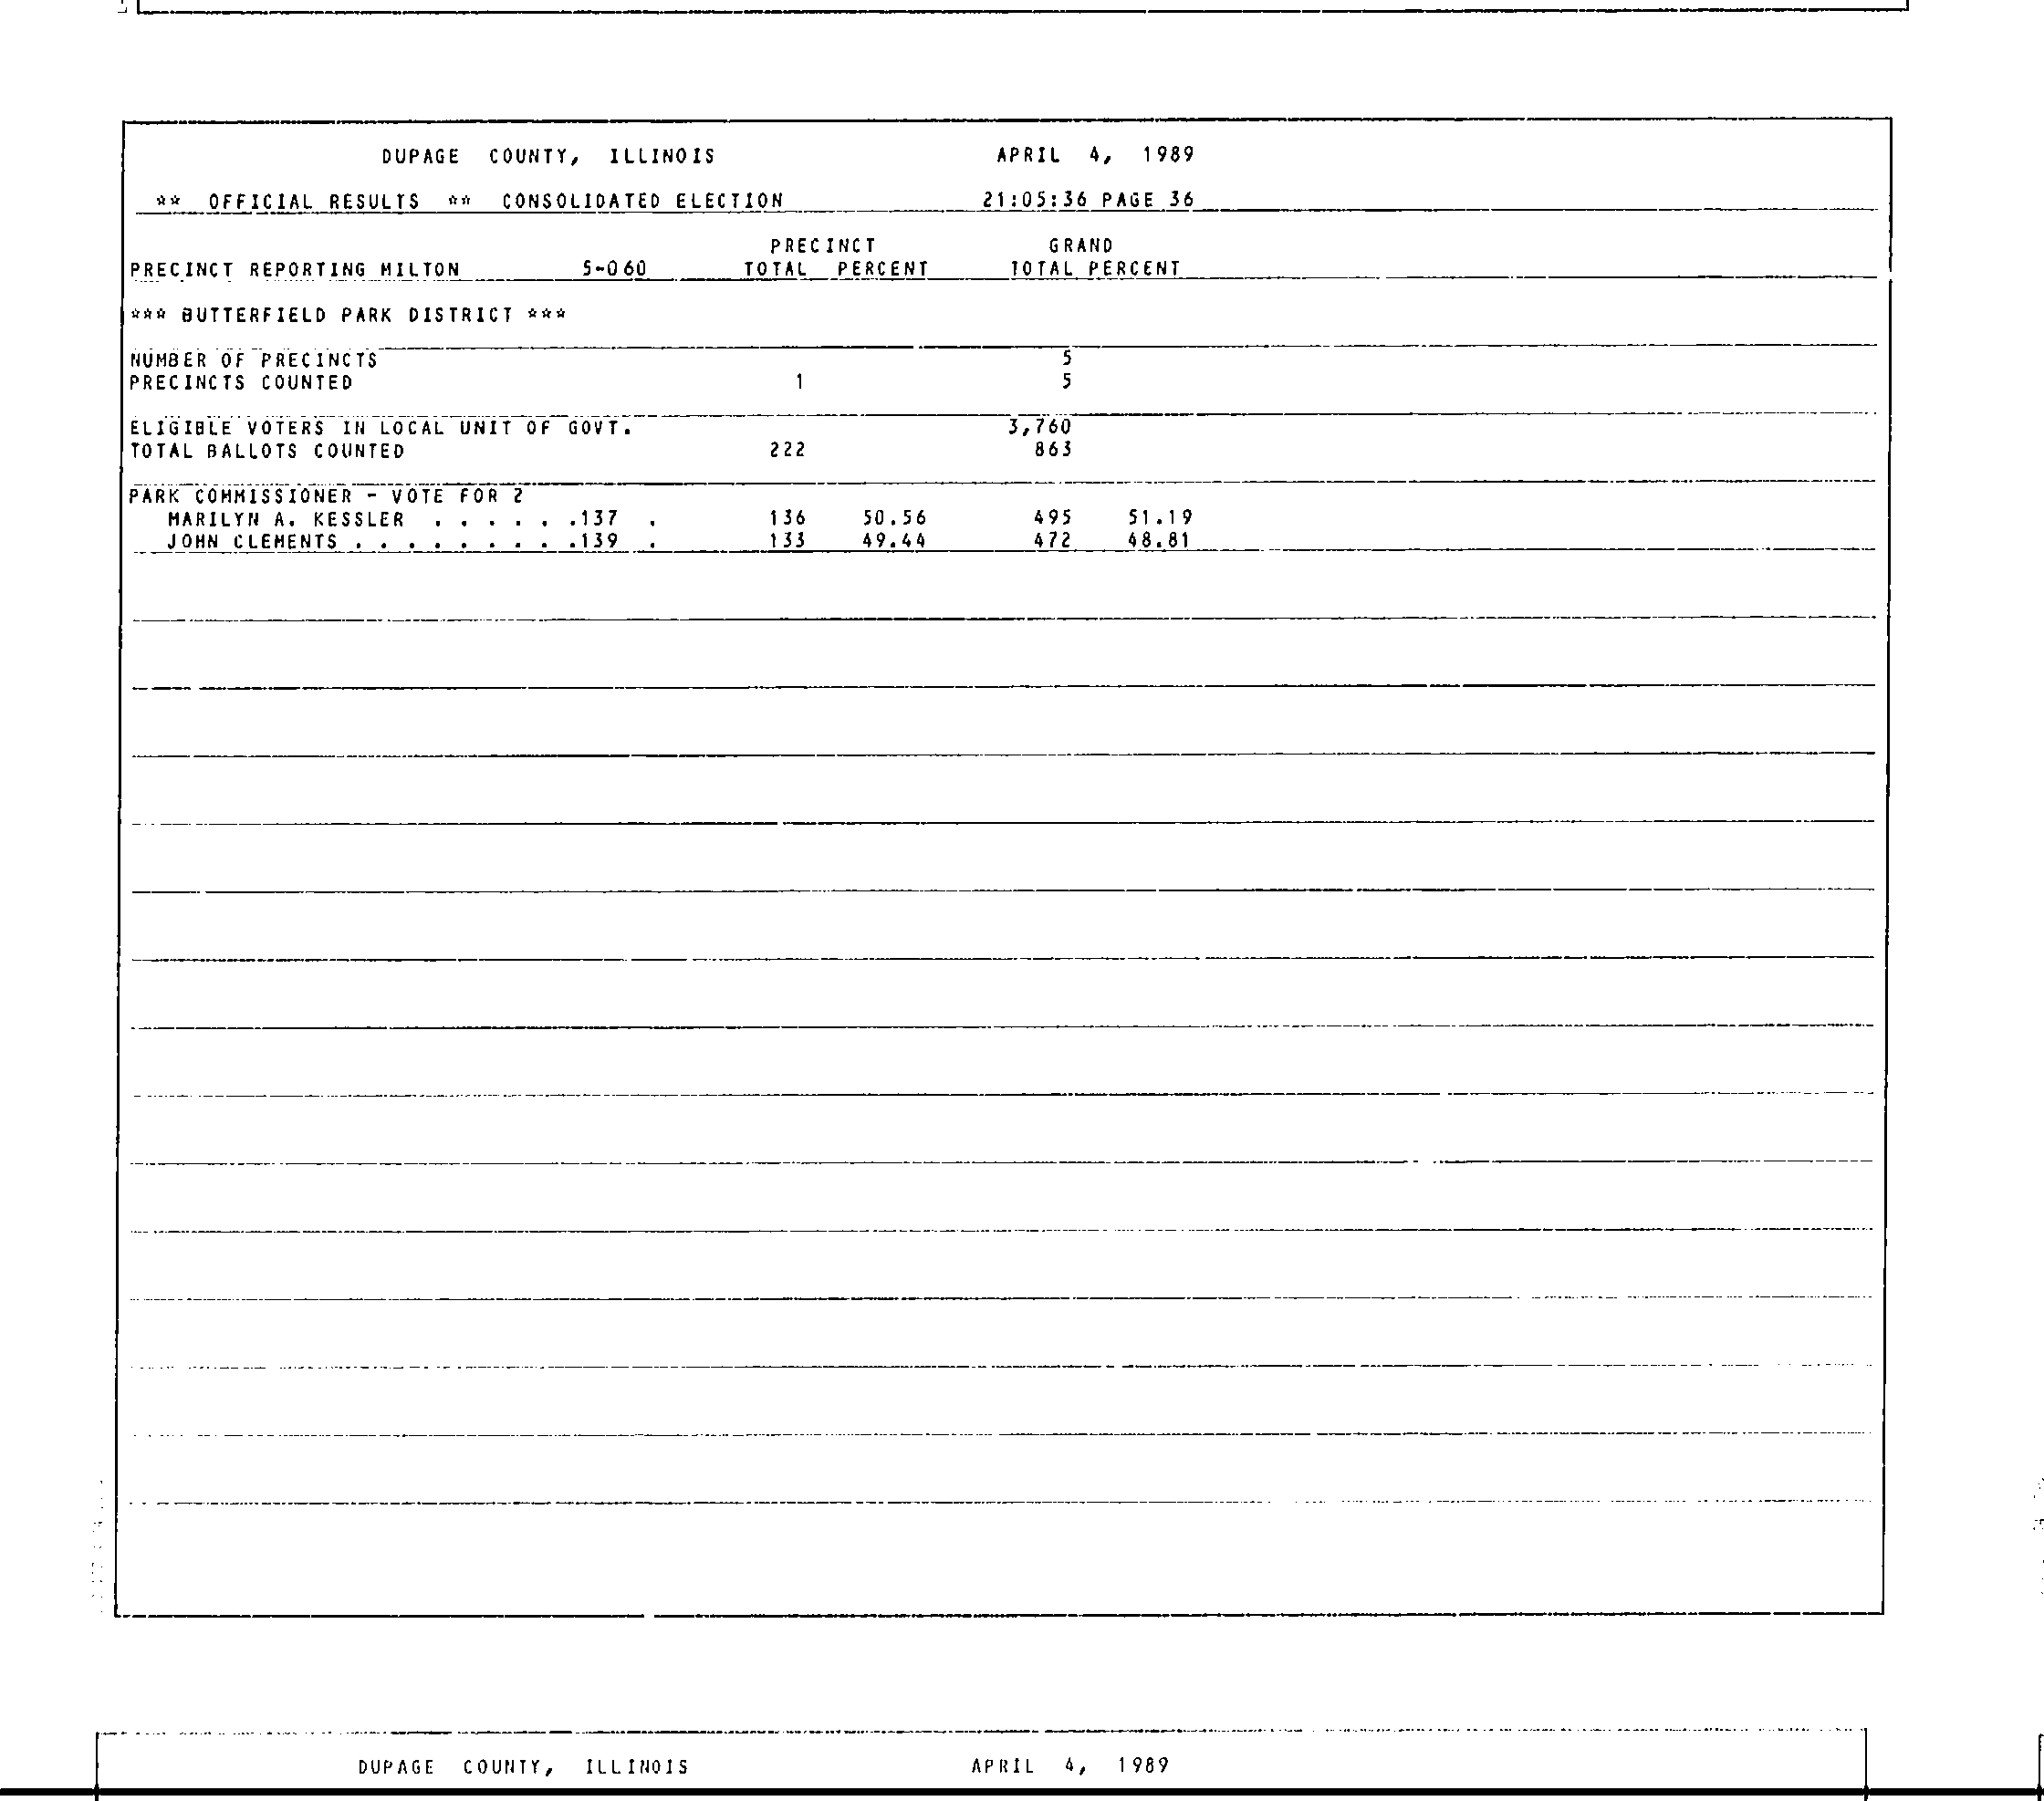 DUPAGE COUNTY, ILLINOIS APRIL 4, 1989
** OFFICIAL RESULTS ** CONSOLIDATED ELECTION 21:05:36 PAGE 36
PRECINCT GRAND
PRECINCT REPORTING MILTON 5-060 TOTAL PERCENT TOTAL PERCENT
*** BUTTERFIELD PARK DISTRICT ***
NUMBER OF PRECINCTS 5
PRECINCTS COUNTED 1 5
ELIGIBLE VOTERS IN LOCAL UNIT OF GOVT. 3,760
TOTAL BALLOTS COUNTED 222 863
PARK COMMISSIONER - VOTE FOR 2
MARILYN A. KESSLER . . . . . .137 . 136 50.56 495 51.19
JOHN CLEMENTS . . . . . . . . .139 . 133 49.44 472 48.81
DUPAGE COUNTY, ILLINOIS APRIL 4, 1989